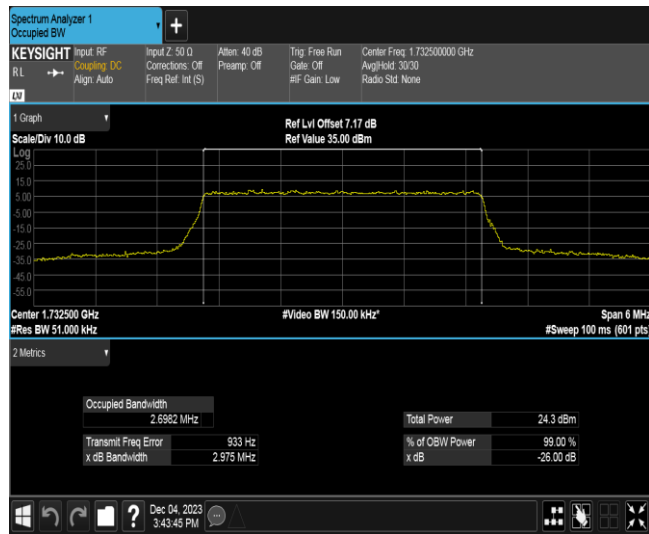 Spectrum Analyzer 1
Occupied BW
+
KEYSIGHT
RL
LXI
Input: RF
Coupling: DC
Align: Auto
Input Z: 50 Ω
Corrections: Off
Freq Ref: Int (S)
Atten: 40 dB
Preamp: Off
Trig: Free Run
Gate: Off
#IF Gain: Low
Center Freq: 1.732500000 GHz
Avg|Hold: 30/30
Radio Std: None
1 Graph
Scale/Div 10.0 dB
Ref Lvl Offset 7.17 dB
Ref Value 35.00 dBm
Log
25.0
15.0
5.00
-5.00
-15.0
-25.0
-35.0
-45.0
-55.0
Center 1.732500 GHz
#Video BW 150.00 kHz*
Span 6 MHz
#Res BW 51.000 kHz
#Sweep 100 ms (601 pts)
2 Metrics
Occupied Bandwidth
2.6982 MHz
Total Power 24.3 dBm
Transmit Freq Error 933 Hz
% of OBW Power 99.00 %
x dB Bandwidth 2.975 MHz
x dB -26.00 dB
?
Dec 04, 2023
3:43:45 PM